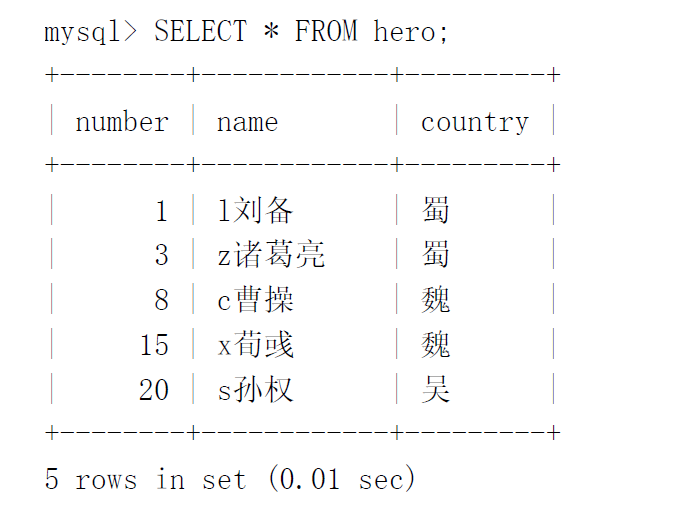 mysql> SELECT * FROM hero;
+--------+------------+---------+
| number | name       | country |
+--------+------------+---------+
|      1 | l刘备      | 蜀      |
|      3 | z诸葛亮    | 蜀      |
|      8 | c曹操      | 魏      |
|     15 | x荀彧      | 魏      |
|     20 | s孙权      | 吴      |
+--------+------------+---------+
5 rows in set (0.01 sec)